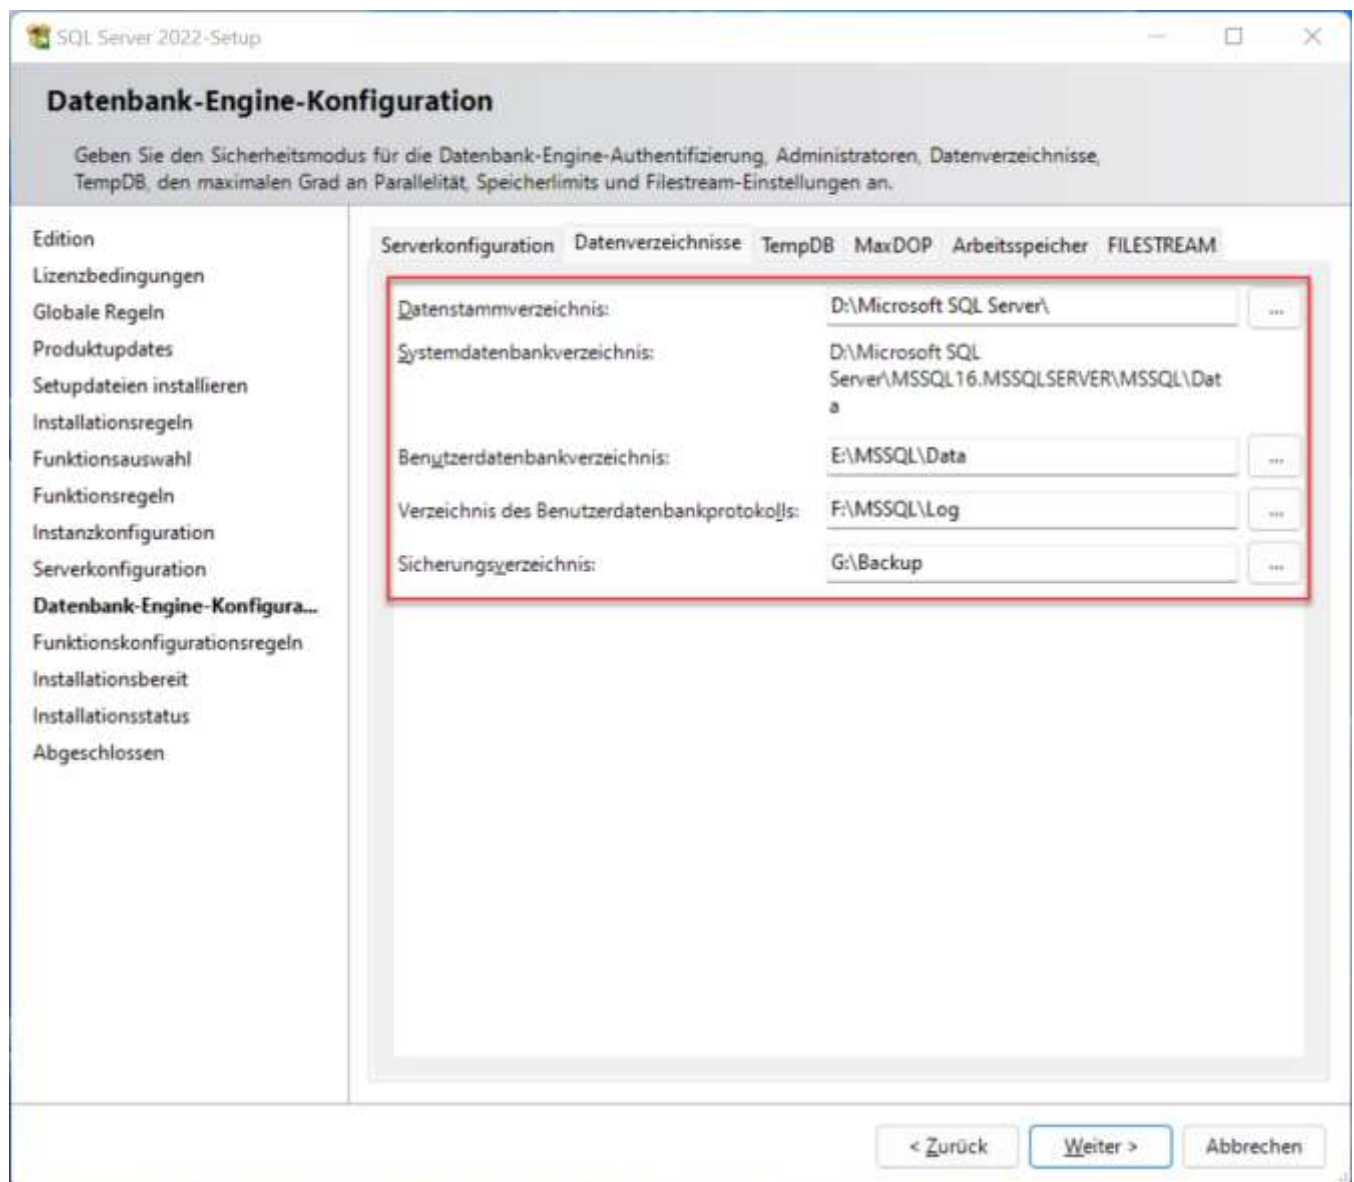 SQL Server 2022-Setup
Datenbank-Engine-Konfiguration
Geben Sie den Sicherheitsmodus für die Datenbank-Engine-Authentifizierung, Administratoren, Datenverzeichnisse,
TempDB, den maximalen Grad an Parallelität, Speicherlimits und Filestream-Einstellungen an.
Edition
Lizenzbedingungen
Globale Regeln
Produktupdates
Setupdateien installieren
Installationsregeln
Funktionsauswahl
Funktionsregeln
Instanzkonfiguration
Serverkonfiguration
Datenbank-Engine-Konfigura...
Funktionskonfigurationsregeln
Installationsbereit
Installationsstatus
Abgeschlossen
Serverkonfiguration Datenverzeichnisse TempDB MaxDOP Arbeitsspeicher FILESTREAM
Datenstammverzeichnis: D:\Microsoft SQL Server\ ...
Systemdatenbankverzeichnis: D:\Microsoft SQL
Server\MSSQL16.MSSQLSERVER\MSSQL\Dat
a
Benutzerdatenbankverzeichnis: E:\MSSQL\Data ...
Verzeichnis des Benutzerdatenbankprotokolls: F:\MSSQL\Log ...
Sicherungsverzeichnis: G:\Backup ...
< Zurück Weiter > Abbrechen